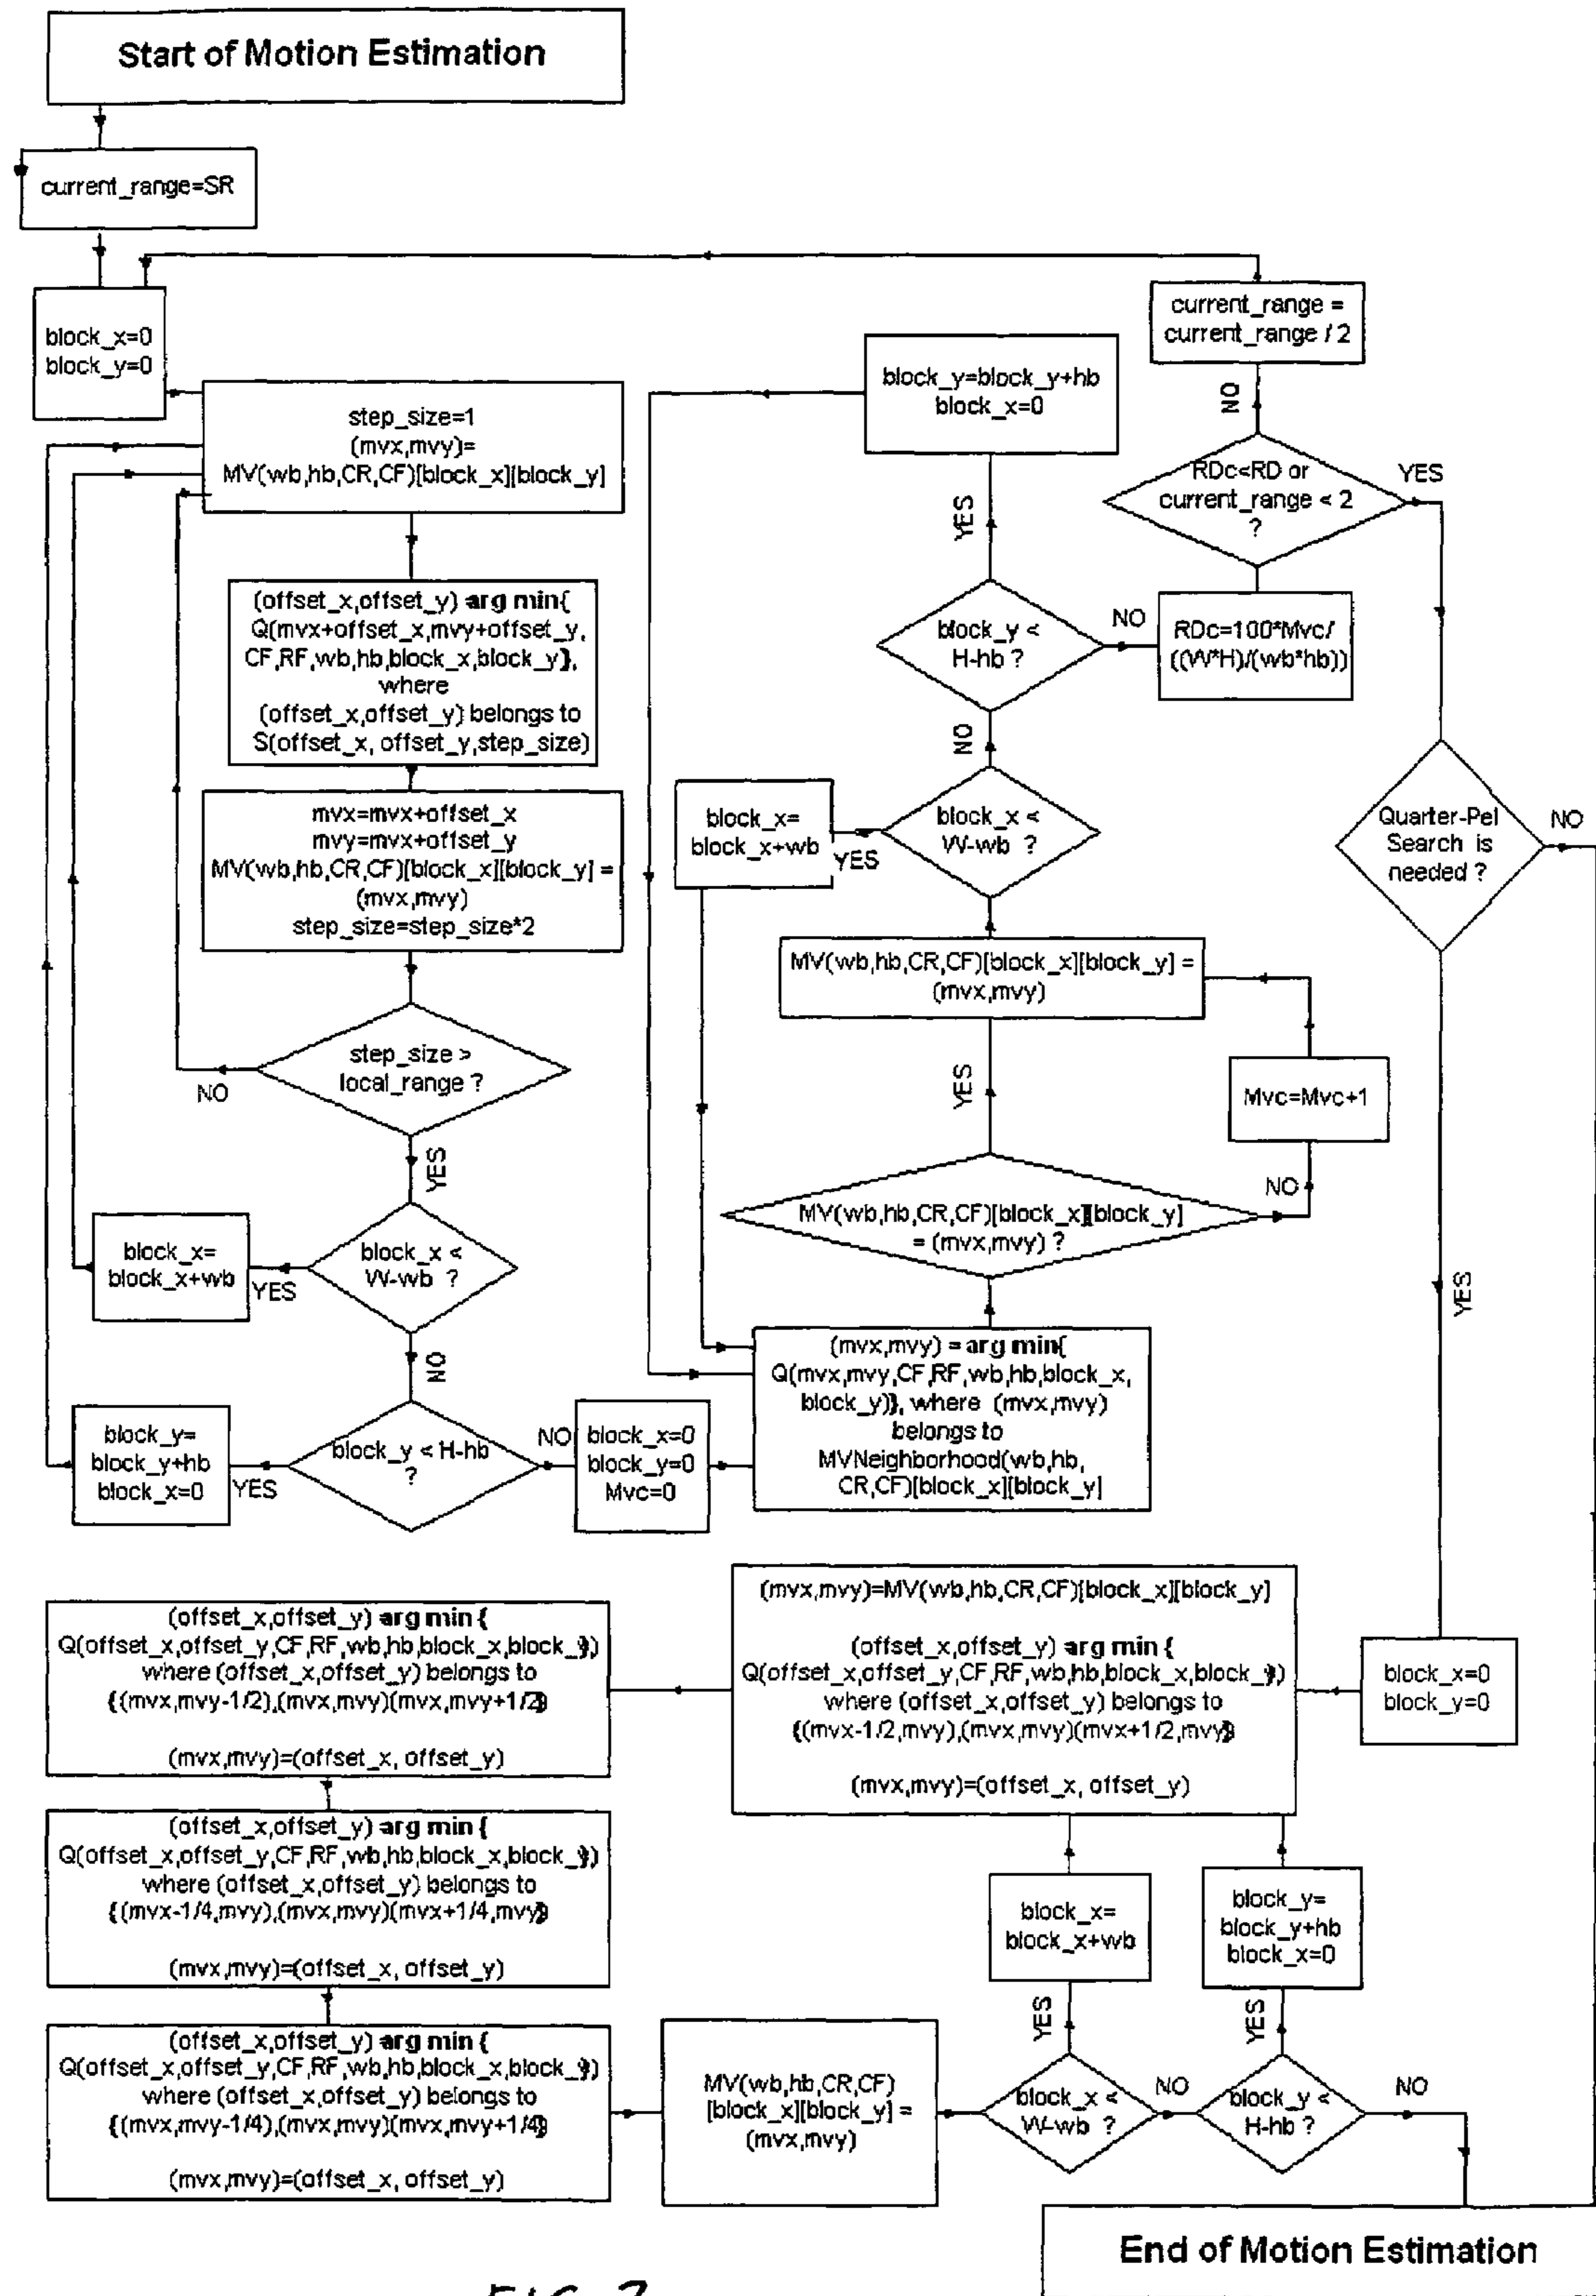 Start of Motion Estimation
current_range=SR
block_x=0
block_y=0
step_size=1
(mvx,mvy)=
MV(wb,hb,CR,CF)[block_x][block_y]
(offset_x,offset_y) arg min{
Q(mvx+offset_x,mvy+offset_y,
CF,RF,wb,hb,block_x,block_y},
where
(offset_x,offset_y) belongs to
S(offset_x, offset_y,step_size)
mvx=mvx+offset_x
mvy=mvx+offset_y
MV(wb,hb,CR,CF)[block_x][block_y] =
(mvx,mvy)
step_size=step_size*2
step_size >
local_range ?
NO
YES
block_x <
W-wb ?
YES
block_x=
block_x+wb
NO
block_y < H-hb
?
YES
block_y=
block_y+hb
block_x=0
NO
block_x=0
block_y=0
Mvc=0
(mvx,mvy) = arg min{
Q(mvx,mvy,CF,RF,wb,hb,block_x,
block_y)}, where (mvx,mvy)
belongs to
MVNeighborhood(wb,hb,
CR,CF)[block_x][block_y]
MV(wb,hb,CR,CF)[block_x][block_y]
= (mvx,mvy) ?
NO
Mvc=Mvc+1
YES
MV(wb,hb,CR,CF)[block_x][block_y] =
(mvx,mvy)
block_x <
W-wb ?
YES
block_x=
block_x+wb
NO
block_y <
H-hb ?
YES
block_y=block_y+hb
block_x=0
NO
RDc=100*Mvc/
((W*H)/(wb*hb))
RDc<RD or
current_range < 2
?
NO
current_range =
current_range / 2
YES
Quarter-Pel
Search is
needed ?
NO
YES
block_x=0
block_y=0
(mvx,mvy)=MV(wb,hb,CR,CF)[block_x][block_y]
(offset_x,offset_y) arg min {
Q(offset_x,offset_y,CF,RF,wb,hb,block_x,block_y)}
where (offset_x,offset_y) belongs to
{(mvx-1/2,mvy),(mvx,mvy)(mvx+1/2,mvy)}
(mvx,mvy)=(offset_x, offset_y)
(offset_x,offset_y) arg min {
Q(offset_x,offset_y,CF,RF,wb,hb,block_x,block_y)}
where (offset_x,offset_y) belongs to
{(mvx,mvy-1/2),(mvx,mvy)(mvx,mvy+1/2)}
(mvx,mvy)=(offset_x, offset_y)
(offset_x,offset_y) arg min {
Q(offset_x,offset_y,CF,RF,wb,hb,block_x,block_y)}
where (offset_x,offset_y) belongs to
{(mvx-1/4,mvy),(mvx,mvy)(mvx+1/4,mvy)}
(mvx,mvy)=(offset_x, offset_y)
(offset_x,offset_y) arg min {
Q(offset_x,offset_y,CF,RF,wb,hb,block_x,block_y)}
where (offset_x,offset_y) belongs to
{(mvx,mvy-1/4),(mvx,mvy)(mvx,mvy+1/4)}
(mvx,mvy)=(offset_x, offset_y)
MV(wb,hb,CR,CF)
[block_x][block_y] =
(mvx,mvy)
block_x <
W-wb ?
YES
block_x=
block_x+wb
NO
block_y <
H-hb ?
YES
block_y=
block_y+hb
block_x=0
NO
End of Motion Estimation